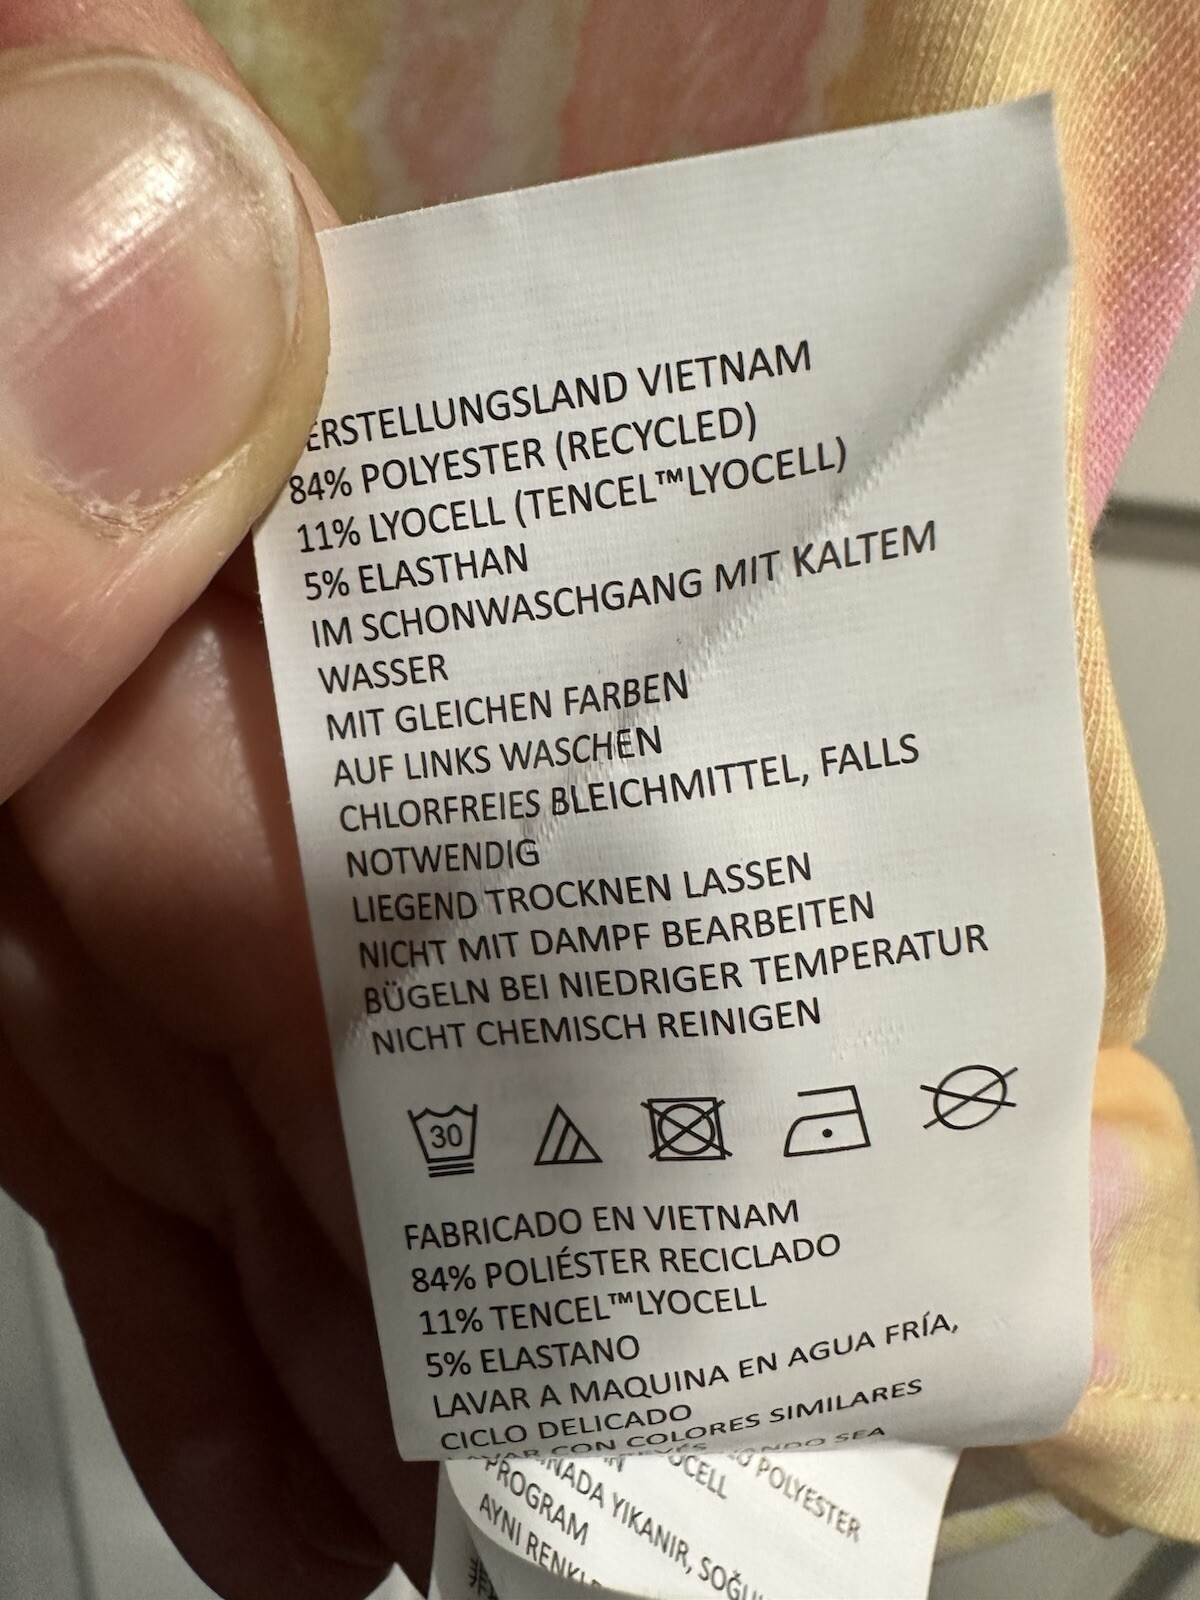 ERSTELLUNGSLAND VIETNAM
84% POLYESTER (RECYCLED)
11% LYOCELL (TENCEL™LYOCELL)
5% ELASTHAN
IM SCHONWASCHGANG MIT KALTEM
WASSER
MIT GLEICHEN FARBEN
AUF LINKS WASCHEN
CHLORFREIES BLEICHMITTEL, FALLS
NOTWENDIG
LIEGEND TROCKNEN LASSEN
NICHT MIT DAMPF BEARBEITEN
BÜGELN BEI NIEDRIGER TEMPERATUR
NICHT CHEMISCH REINIGEN
30
FABRICADO EN VIETNAM
84% POLIÉSTER RECICLADO
11% TENCEL™LYOCELL
5% ELASTANO
LAVAR A MAQUINA EN AGUA FRÍA,
CICLO DELICADO
CON COLORES SIMILARES
SEA
POLYESTER
YIKANIR,
PROGRAM
AYNI